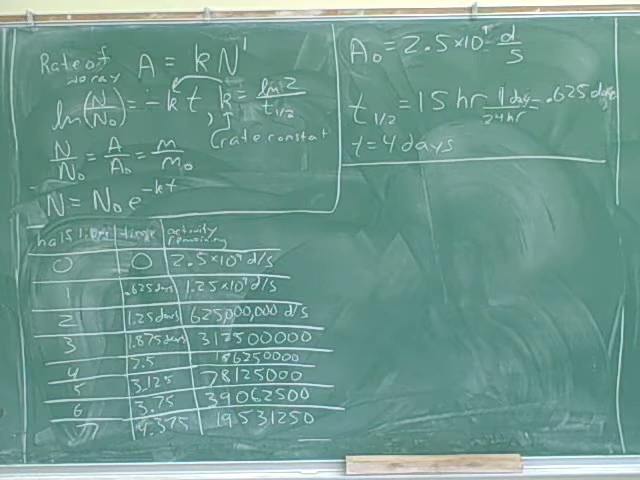 Rate of decay A = kN¹
ln(N/N₀) = -kt, k = ln2/t₁/₂
rate constant
N/N₀ = A/A₀ = m/m₀
N = N₀e^-kt
A₀ = 2.5×10⁹ d/s
t₁/₂ = 15 hr 1 day/24 hr = .625 days
t = 4 days
half lives time activity remaining
0 0 2.5×10⁹ d/s
1 .625 days 1.25×10⁹ d/s
2 1.25 days 625000,000 d/s
3 1.875 days 312500000
4 2.5 156250000
5 3.125 78125000
6 3.75 39062500
7 4.375 19531250